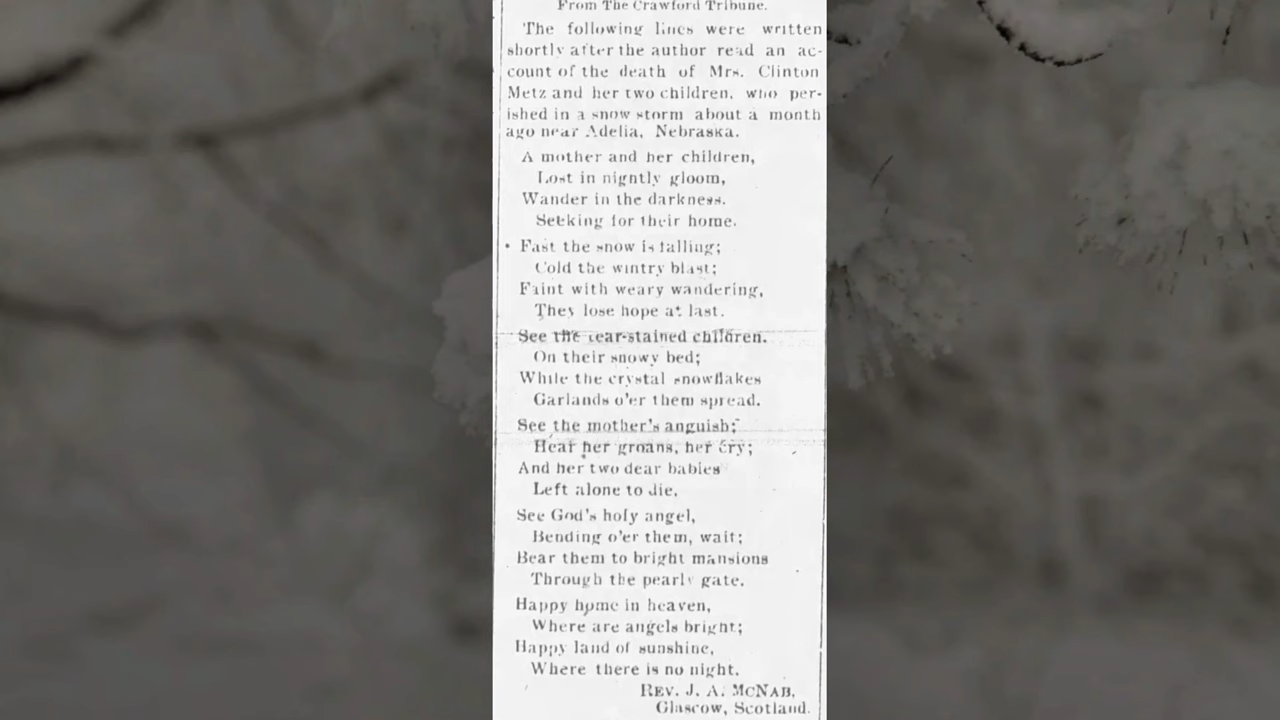 From The Crawford Tribune.
The following lines were written
shortly after the author read an ac-
count of the death of Mrs. Clinton
Metz and her two children, who per-
ished in a snow storm about a month
ago near Adelia, Nebraska.
A mother and her children,
Lost in nightly gloom,
Wander in the darkness.
Seeking for their home.
Fast the snow is falling;
Cold the wintry blast;
Faint with weary wandering,
They lose hope at last.
See the tear-stained children.
On their snowy bed;
While the crystal snowflakes
Garlands o'er them spread.
See the mother's anguish;
Hear her groans, her cry;
And her two dear babies
Left alone to die.
See God's holy angel,
Bending o'er them, wait;
Bear them to bright mansions
Through the pearly gate.
Happy home in heaven,
Where are angels bright;
Happy land of sunshine,
Where there is no night.
REV. J. A. MCNAB,
Glascow, Scotland.